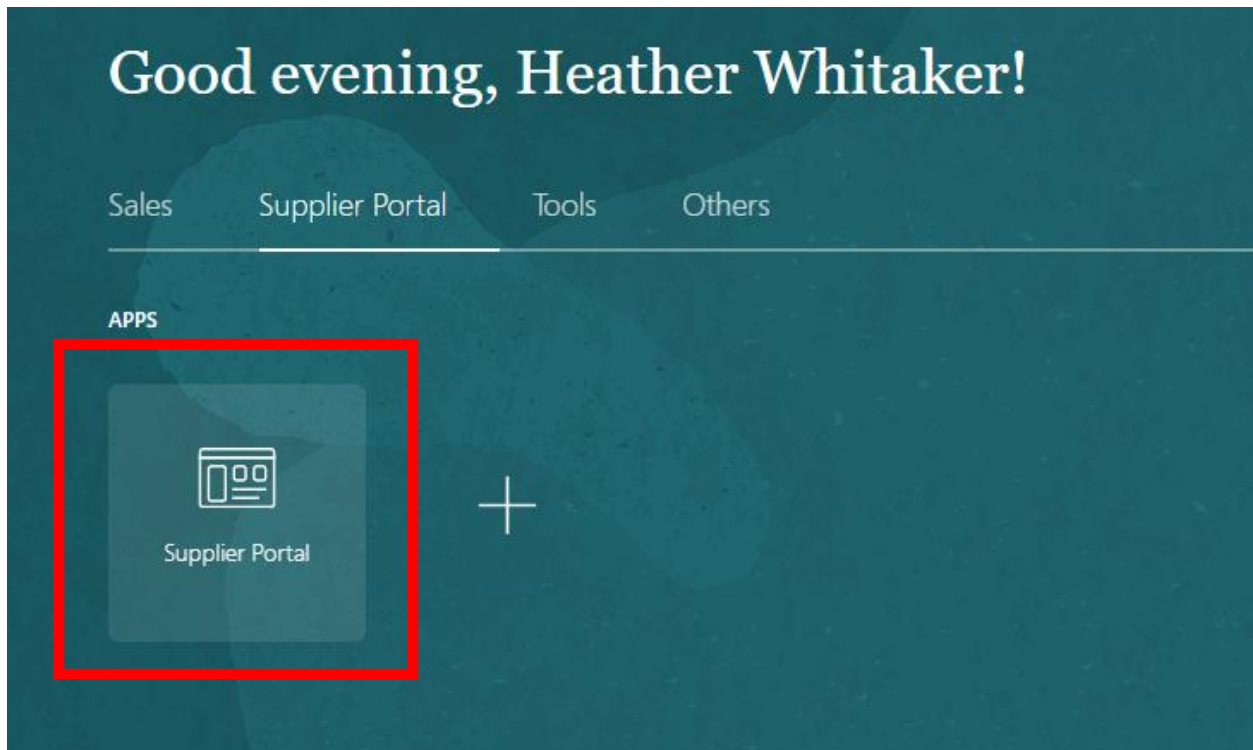 Good evening, Heather Whitaker!
Sales Supplier Portal Tools Others
APPS
Supplier Portal